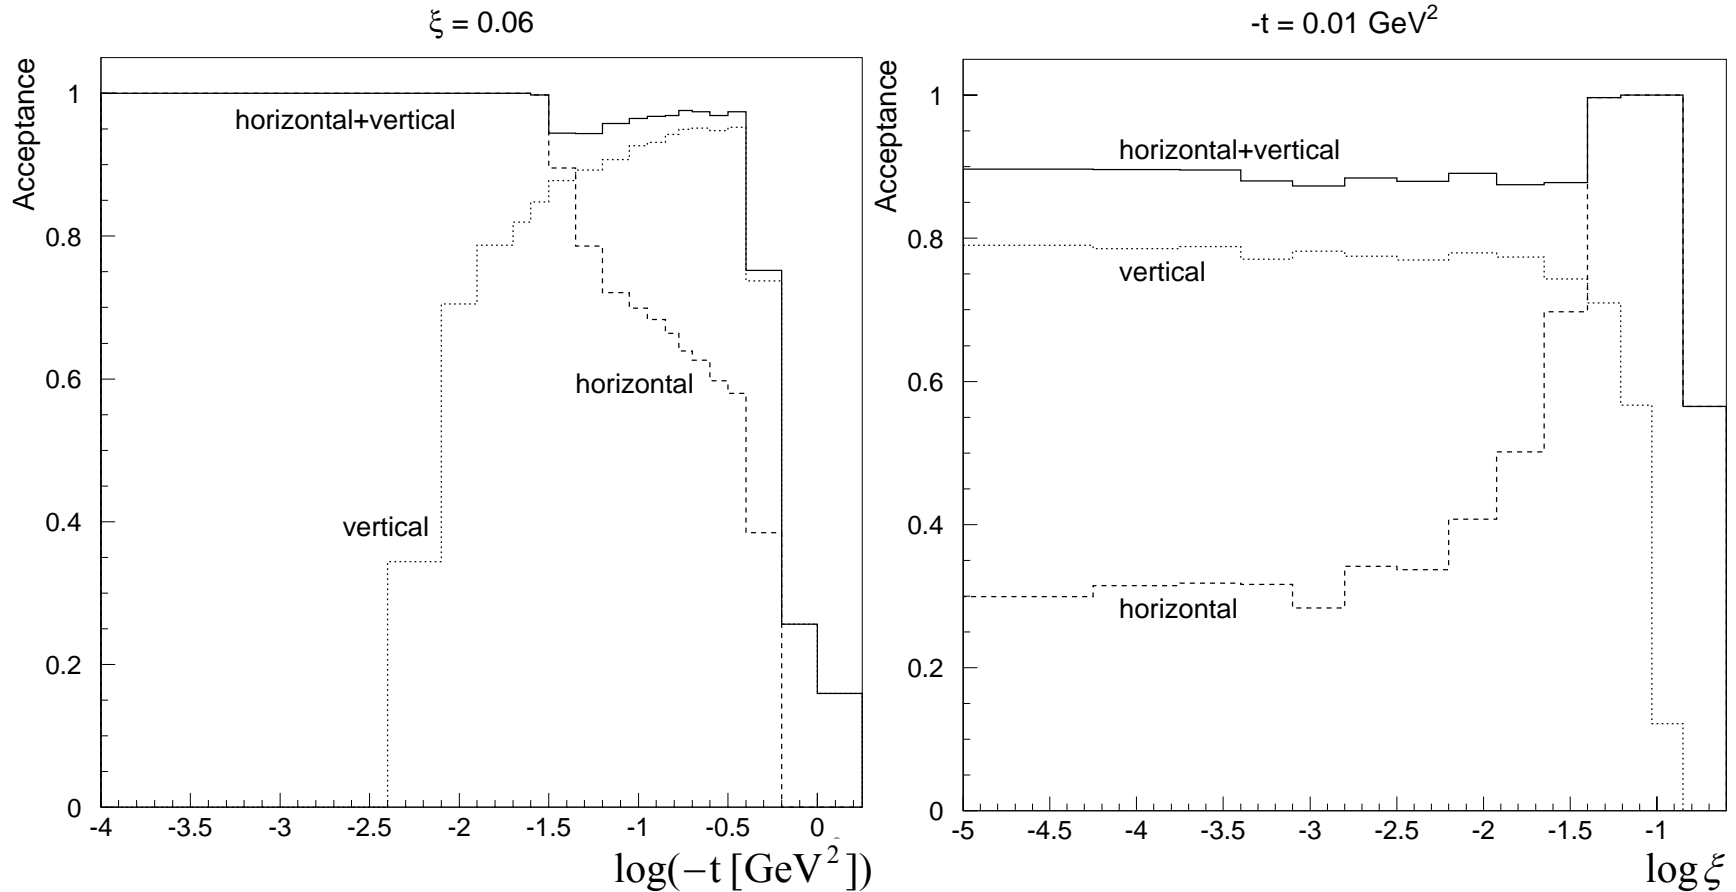 ξ = 0.06
Acceptance
1
0.8
0.6
0.4
0.2
0
horizontal+vertical
horizontal
vertical
-4 -3.5 -3 -2.5 -2 -1.5 -1 -0.5 0
log(−t [GeV²])
-t = 0.01 GeV²
Acceptance
1
0.8
0.6
0.4
0.2
0
horizontal+vertical
vertical
horizontal
-5 -4.5 -4 -3.5 -3 -2.5 -2 -1.5 -1
log ξ